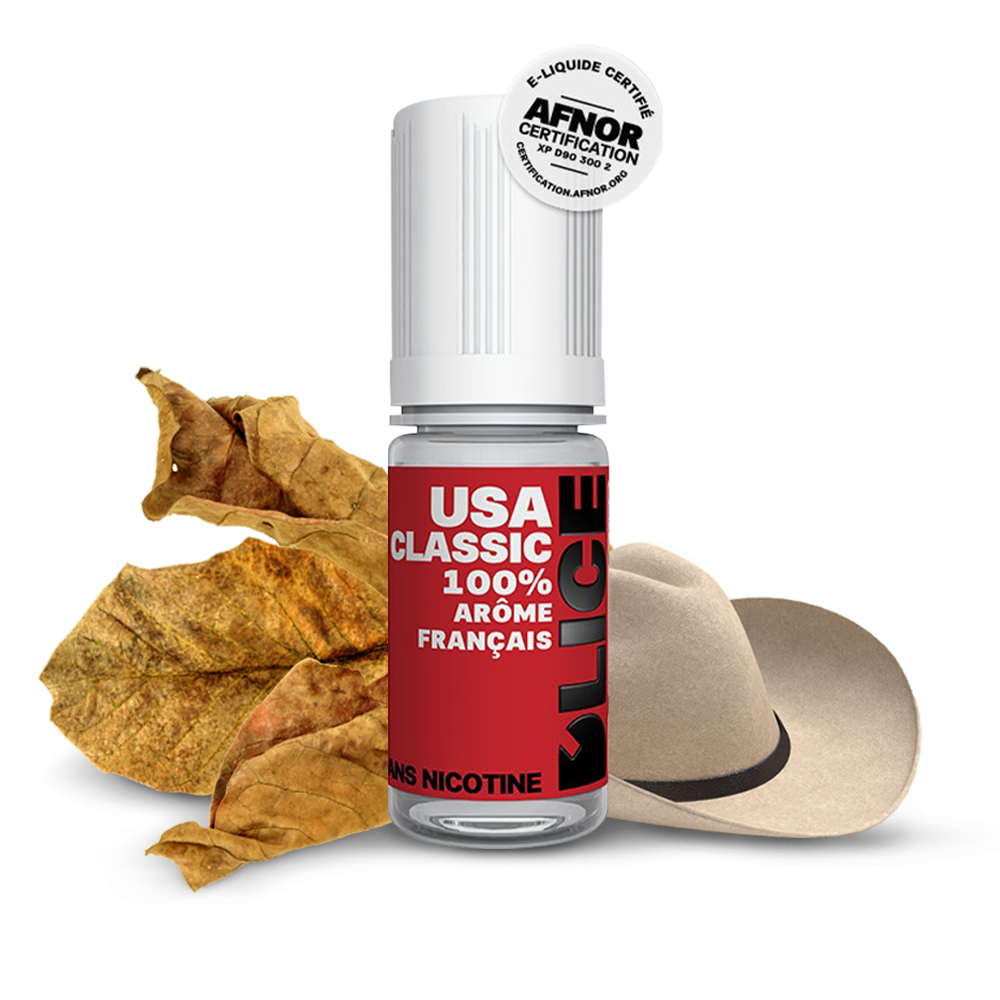 E-LIQUIDE CERTIFIÉ
AFNOR
CERTIFICATION
XP D90 300 2
CERTIFICATION.AFNOR.ORG
USA
CLASSIC
100%
ARÔME
FRANÇAIS
D'LICE
ANS NICOTINE